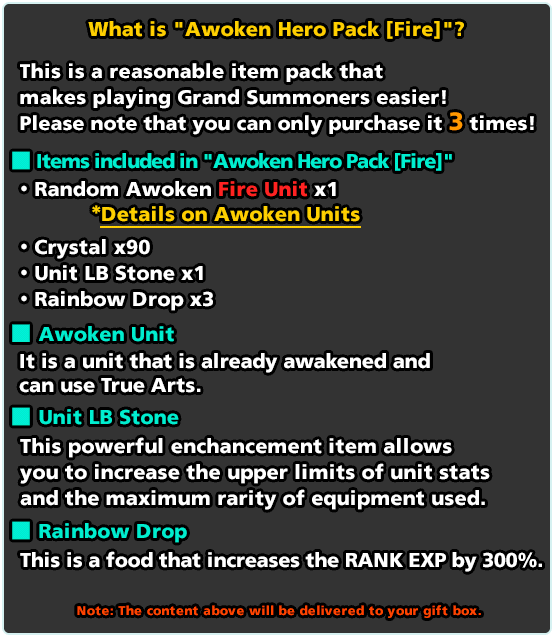 What is "Awoken Hero Pack [Fire]"?
This is a reasonable item pack that
makes playing Grand Summoners easier!
Please note that you can only purchase it 3 times!
■ Items included in "Awoken Hero Pack [Fire]"
• Random Awoken Fire Unit x1
*Details on Awoken Units
• Crystal x90
• Unit LB Stone x1
• Rainbow Drop x3
■ Awoken Unit
It is a unit that is already awakened and
can use True Arts.
■ Unit LB Stone
This powerful enchancement item allows
you to increase the upper limits of unit stats
and the maximum rarity of equipment used.
■ Rainbow Drop
This is a food that increases the RANK EXP by 300%.
Note: The content above will be delivered to your gift box.